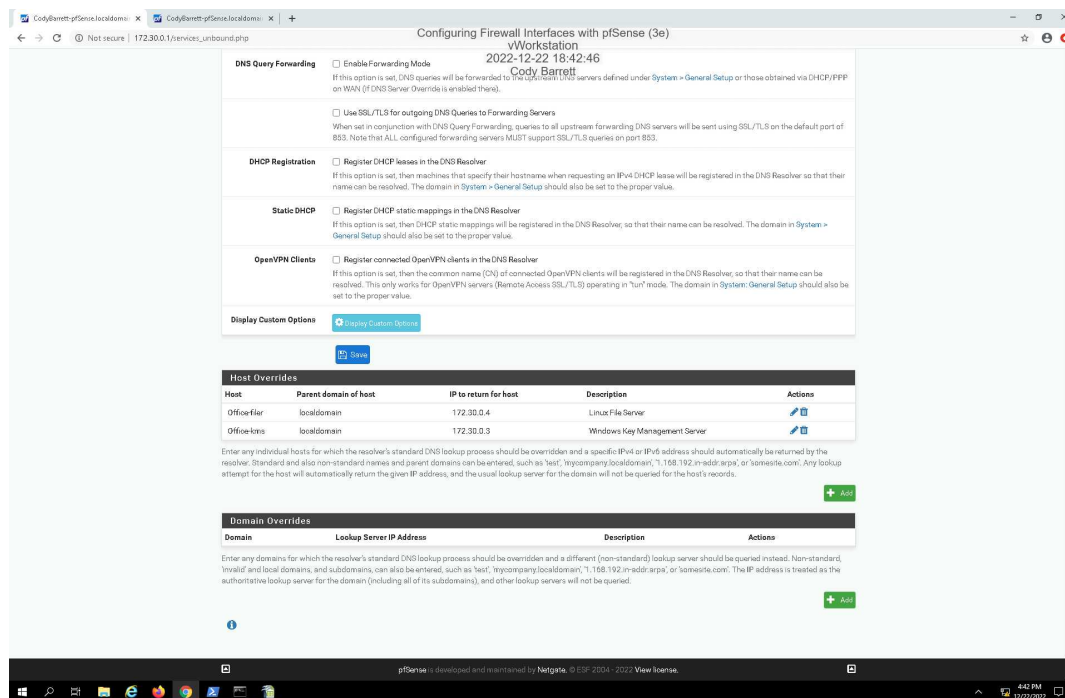 CodyBarrett-pfSense.localdomai
CodyBarrett-pfSense.localdomai
Not secure | 172.30.0.1/services_unbound.php
Configuring Firewall Interfaces with pfSense (3e)
vWorkstation
2022-12-22 18:42:46
Cody Barrett
DNS Query Forwarding
Enable Forwarding Mode
If this option is set, DNS queries will be forwarded to the upstream DNS servers defined under System > General Setup or those obtained via DHCP/PPP
on WAN (if DNS Server Override is enabled there).
Use SSL/TLS for outgoing DNS Queries to Forwarding Servers
When set in conjunction with DNS Query Forwarding, queries to all upstream forwarding DNS servers will be sent using SSL/TLS on the default port of
853. Note that ALL configured forwarding servers MUST support SSL/TLS queries on port 853.
DHCP Registration
Register DHCP leases in the DNS Resolver
If this option is set, then machines that specify their hostname when requesting an IPv4 DHCP lease will be registered in the DNS Resolver so that their
name can be resolved. The domain in System > General Setup should also be set to the proper value.
Static DHCP
Register DHCP static mappings in the DNS Resolver
If this option is set, then DHCP static mappings will be registered in the DNS Resolver, so that their name can be resolved. The domain in System >
General Setup should also be set to the proper value.
OpenVPN Clients
Register connected OpenVPN clients in the DNS Resolver
If this option is set, then the common name (CN) of connected OpenVPN clients will be registered in the DNS Resolver, so that their name can be
resolved. This only works for OpenVPN servers (Remote Access SSL/TLS) operating in "tun" mode. The domain in System: General Setup should also be
set to the proper value.
Display Custom Options
Display Custom Options
Save
Host Overrides
Host Parent domain of host IP to return for host Description Actions
Office-filer localdomain 172.30.0.4 Linux File Server
Office-kms localdomain 172.30.0.3 Windows Key Management Server
Enter any individual hosts for which the resolver's standard DNS lookup process should be overridden and a specific IPv4 or IPv6 address should automatically be returned by the
resolver. Standard and also non-standard names and parent domains can be entered, such as 'test', 'mycompany.localdomain', '1.168.192.in-addr.arpa', or 'somesite.com'. Any lookup
attempt for the host will automatically return the given IP address, and the usual lookup server for the domain will not be queried for the host's records.
Add
Domain Overrides
Domain Lookup Server IP Address Description Actions
Enter any domains for which the resolver's standard DNS lookup process should be overridden and a different (non-standard) lookup server should be queried instead. Non-standard,
'invalid' and local domains, and subdomains, can also be entered, such as 'test', 'mycompany.localdomain', '1.168.192.in-addr.arpa', or 'somesite.com'. The IP address is treated as the
authoritative lookup server for the domain (including all of its subdomains), and other lookup servers will not be queried.
Add
pfSense is developed and maintained by Netgate. © ESF 2004 - 2022 View license.
4:42 PM
12/22/2022